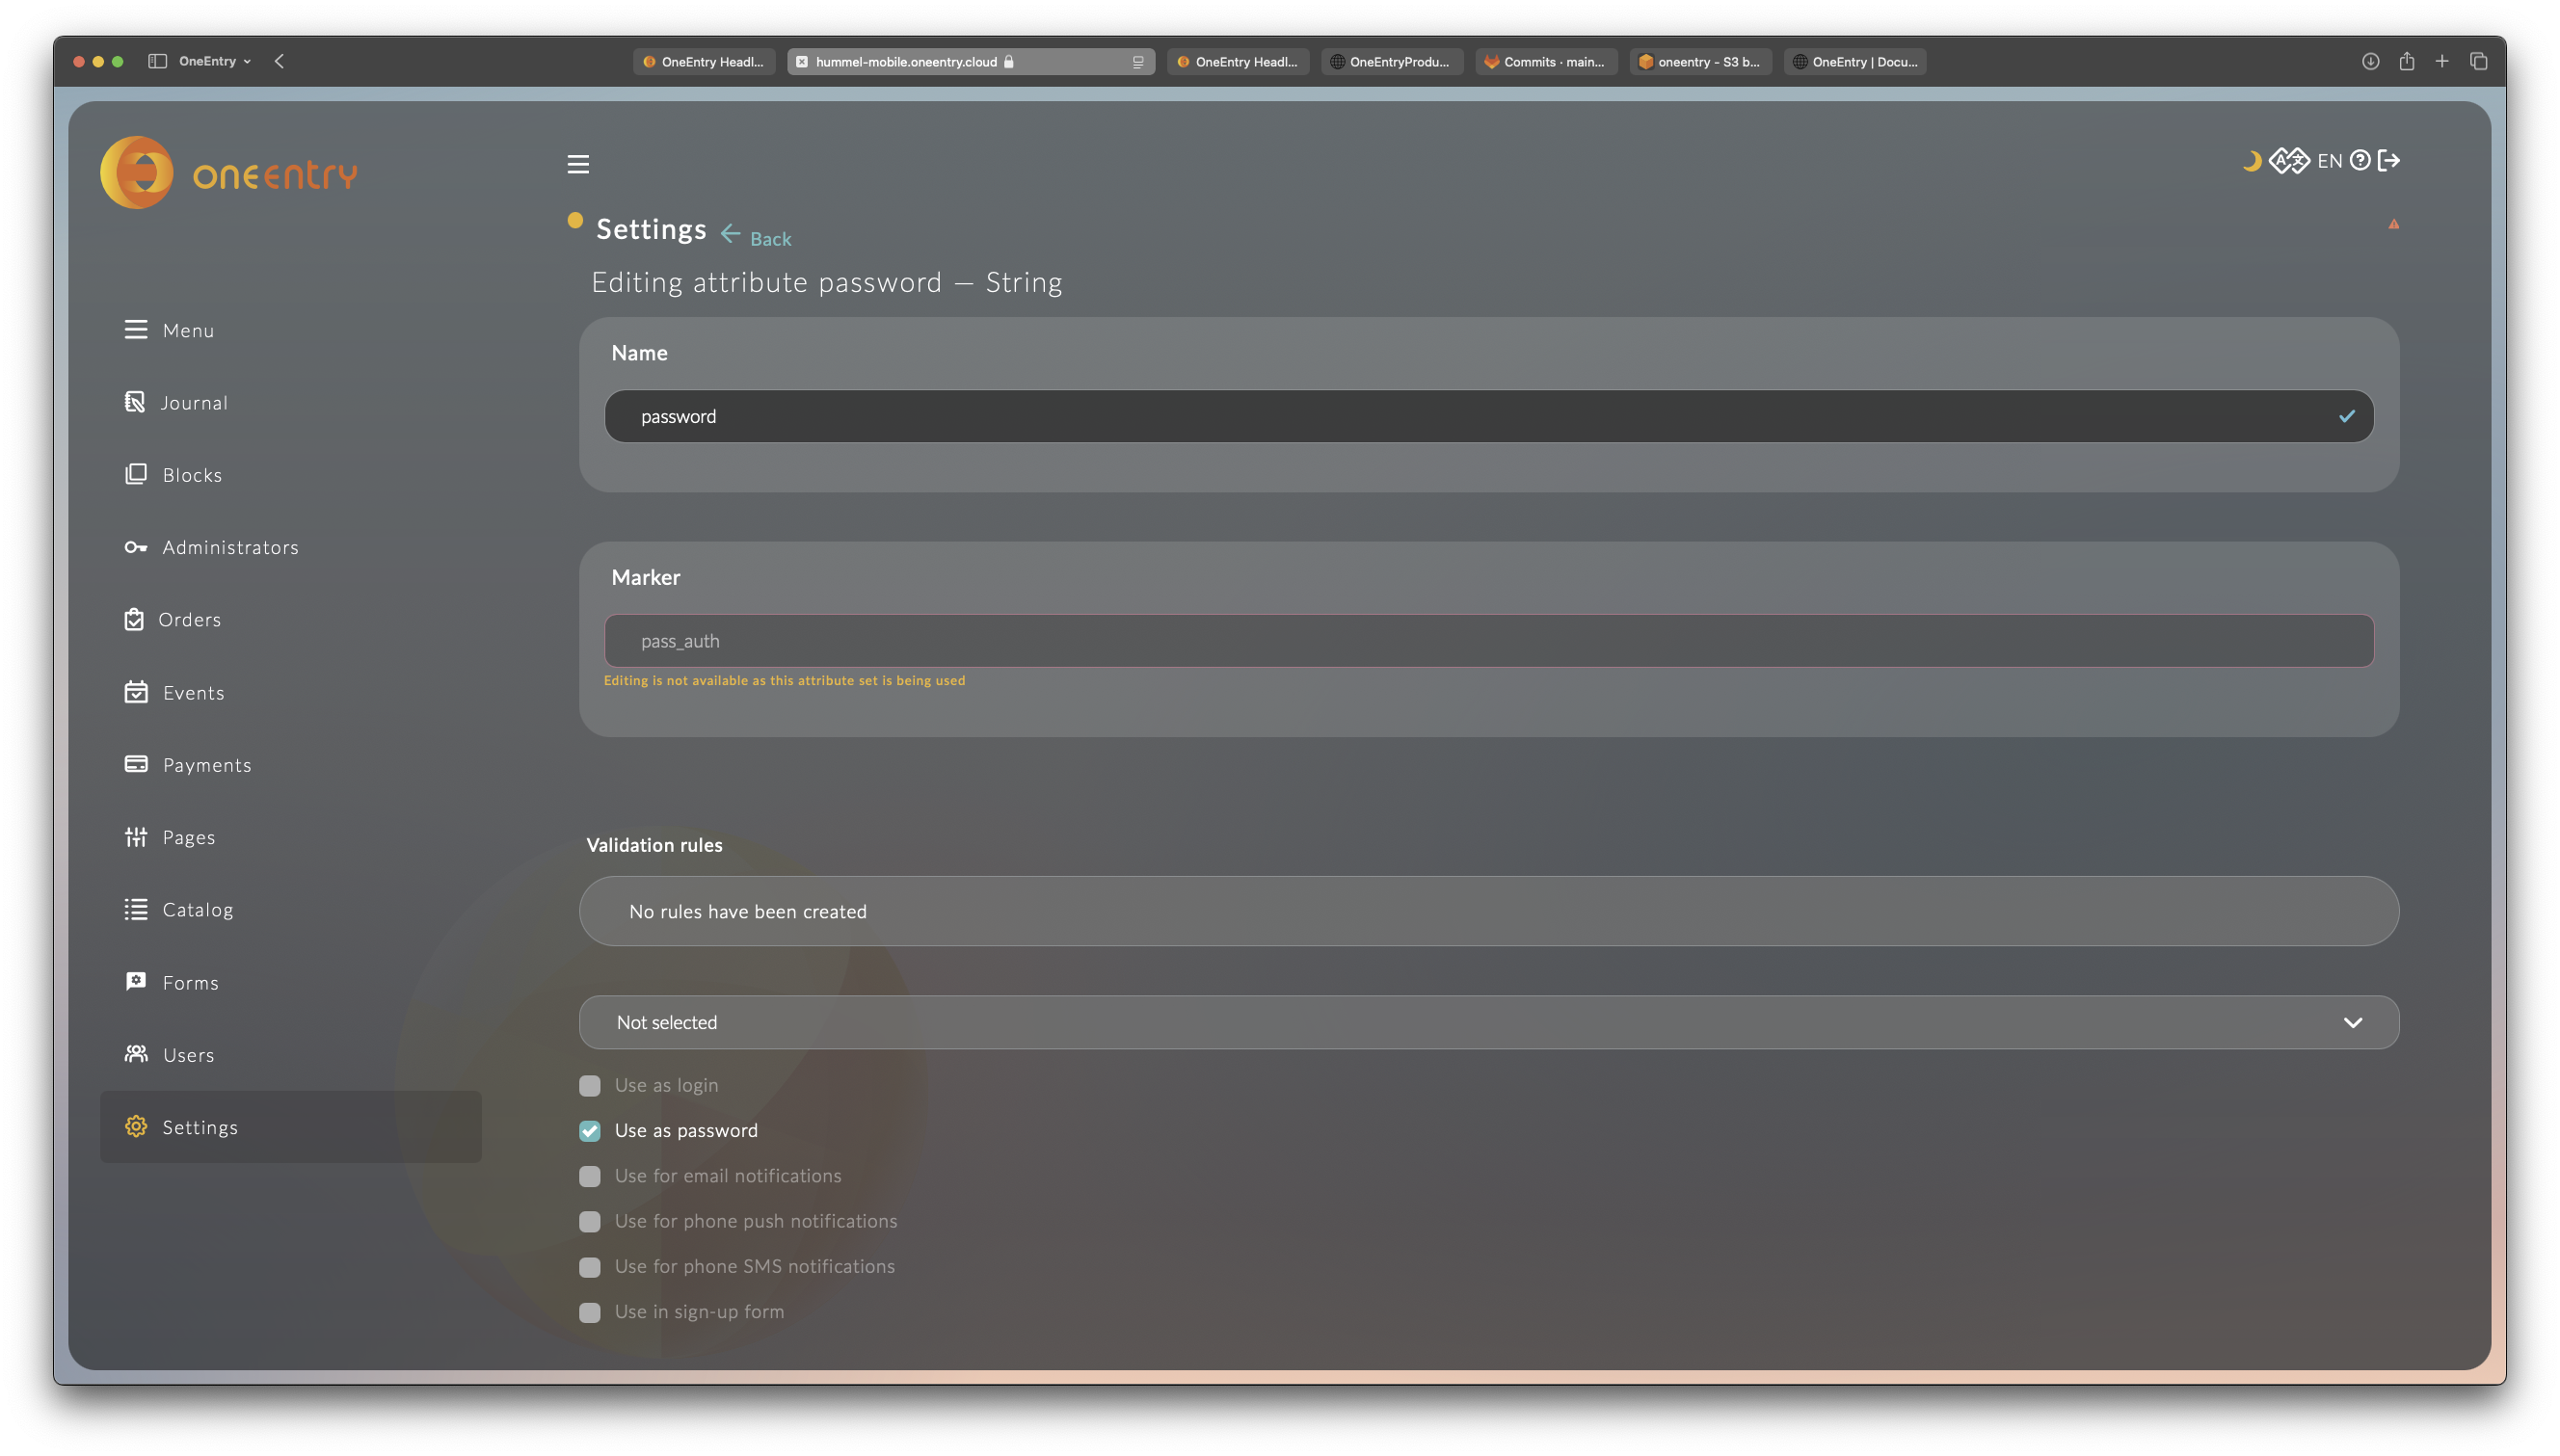 OneEntry
OneEntry Headl...
hummel-mobile.oneentry.cloud
OneEntry Headl...
OneEntryProdu...
Commits · main...
oneentry - S3 b...
OneEntry | Docu...
oneentry
EN
Settings
Back
Editing attribute password — String
Menu
Journal
Blocks
Administrators
Orders
Events
Payments
Pages
Catalog
Forms
Users
Settings
Name
password
Marker
pass_auth
Editing is not available as this attribute set is being used
Validation rules
No rules have been created
Not selected
Use as login
Use as password
Use for email notifications
Use for phone push notifications
Use for phone SMS notifications
Use in sign-up form